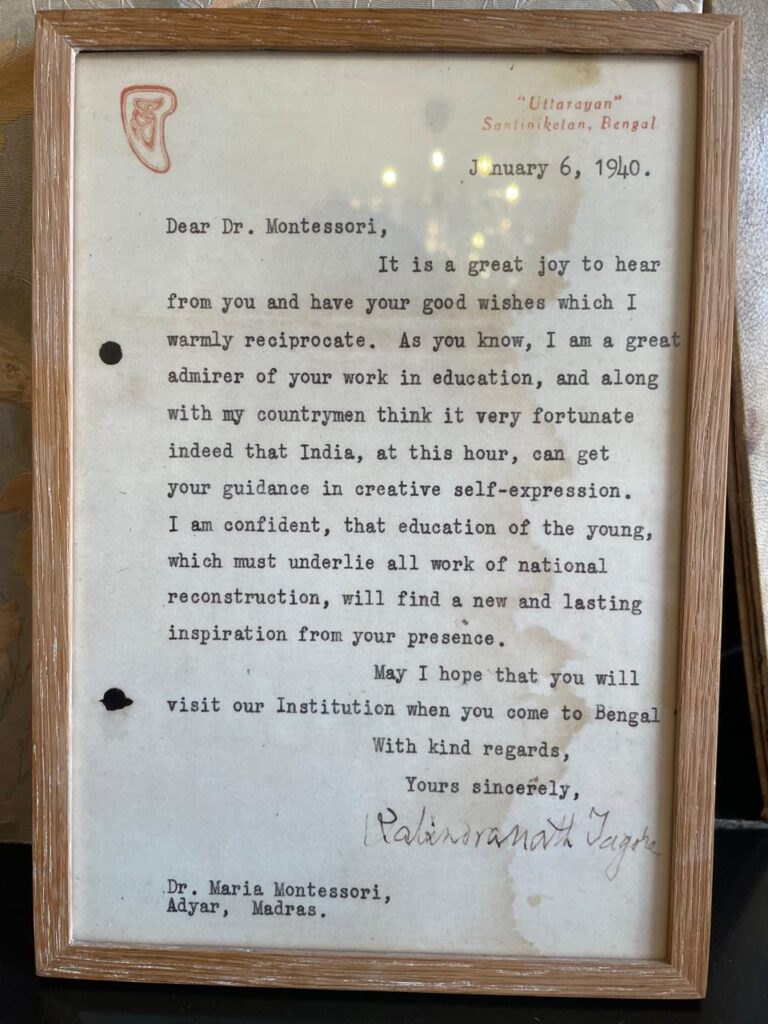 "Uttarayan"
Santiniketan, Bengal
January 6, 1940.
Dear Dr. Montessori,
It is a great joy to hear
from you and have your good wishes which I
warmly reciprocate. As you know, I am a great
admirer of your work in education, and along
with my countrymen think it very fortunate
indeed that India, at this hour, can get
your guidance in creative self-expression.
I am confident, that education of the young,
which must underlie all work of national
reconstruction, will find a new and lasting
inspiration from your presence.
May I hope that you will
visit our Institution when you come to Bengal
With kind regards,
Yours sincerely,
Rabindranath Tagore
Dr. Maria Montessori,
Adyar, Madras.